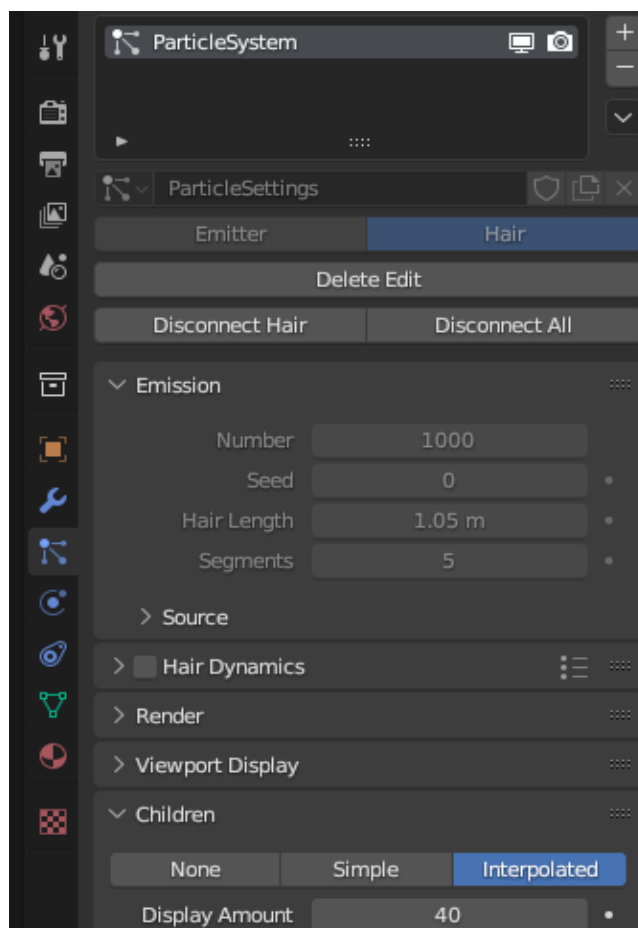 ParticleSystem
ParticleSettings
Emitter Hair
Delete Edit
Disconnect Hair Disconnect All
Emission
Number 1000
Seed 0
Hair Length 1.05 m
Segments 5
Source
Hair Dynamics
Render
Viewport Display
Children
None Simple Interpolated
Display Amount 40